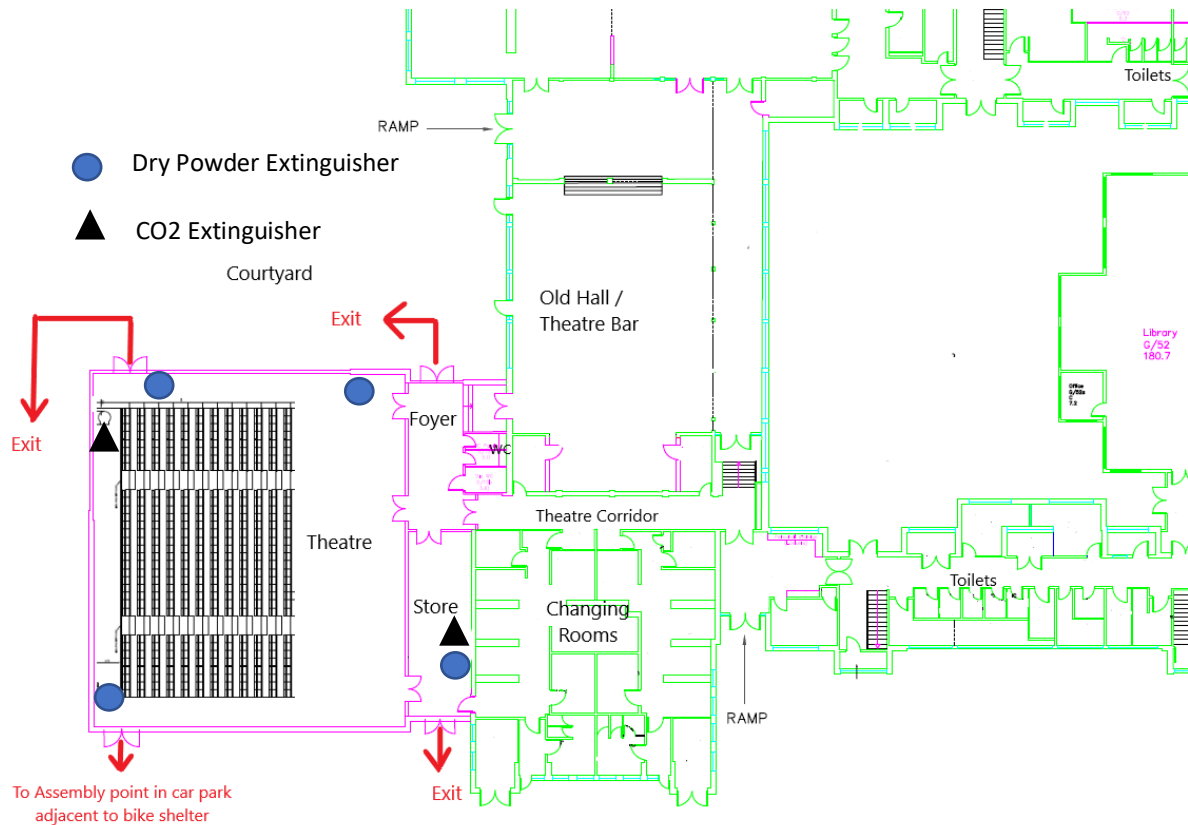 Toilets
RAMP
Dry Powder Extinguisher
CO2 Extinguisher
Courtyard
Old Hall /
Theatre Bar
Exit
Library
G/52
180.7
Office
Exit
Foyer
WC
Theatre Corridor
Theatre
Toilets
Store
Changing
Rooms
RAMP
To Assembly point in car park
adjacent to bike shelter
Exit